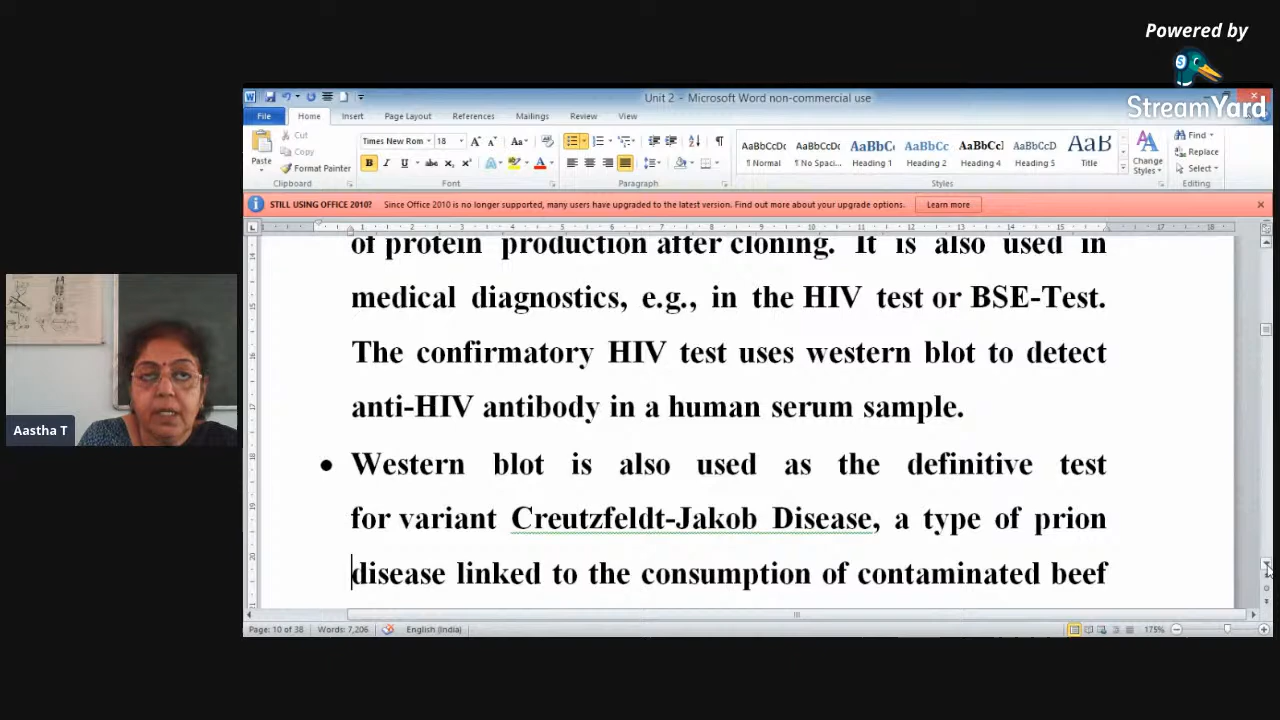 Powered by
StreamYard
Unit 2 - Microsoft Word non-commercial use
File Home Insert Page Layout References Mailings Review View
Paste
Cut
Copy
Format Painter
Clipboard
Times New Rom 18
Font
Paragraph
AaBbCcDc AaBbCcDc AaBbC AaBbCc AaBbCc AaBbCcD AaB
¶ Normal ¶ No Spaci... Heading 1 Heading 2 Heading 4 Heading 5 Title
Change Styles
Styles
Find
Replace
Select
Editing
STILL USING OFFICE 2010? Since Office 2010 is no longer supported, many users have upgraded to the latest version. Find out more about your upgrade options. Learn more
of protein production after cloning. It is also used in
medical diagnostics, e.g., in the HIV test or BSE-Test.
The confirmatory HIV test uses western blot to detect
anti-HIV antibody in a human serum sample.
• Western blot is also used as the definitive test
for variant Creutzfeldt-Jakob Disease, a type of prion
disease linked to the consumption of contaminated beef
Aastha T
Page: 10 of 38 Words: 7,206 English (India) 175%